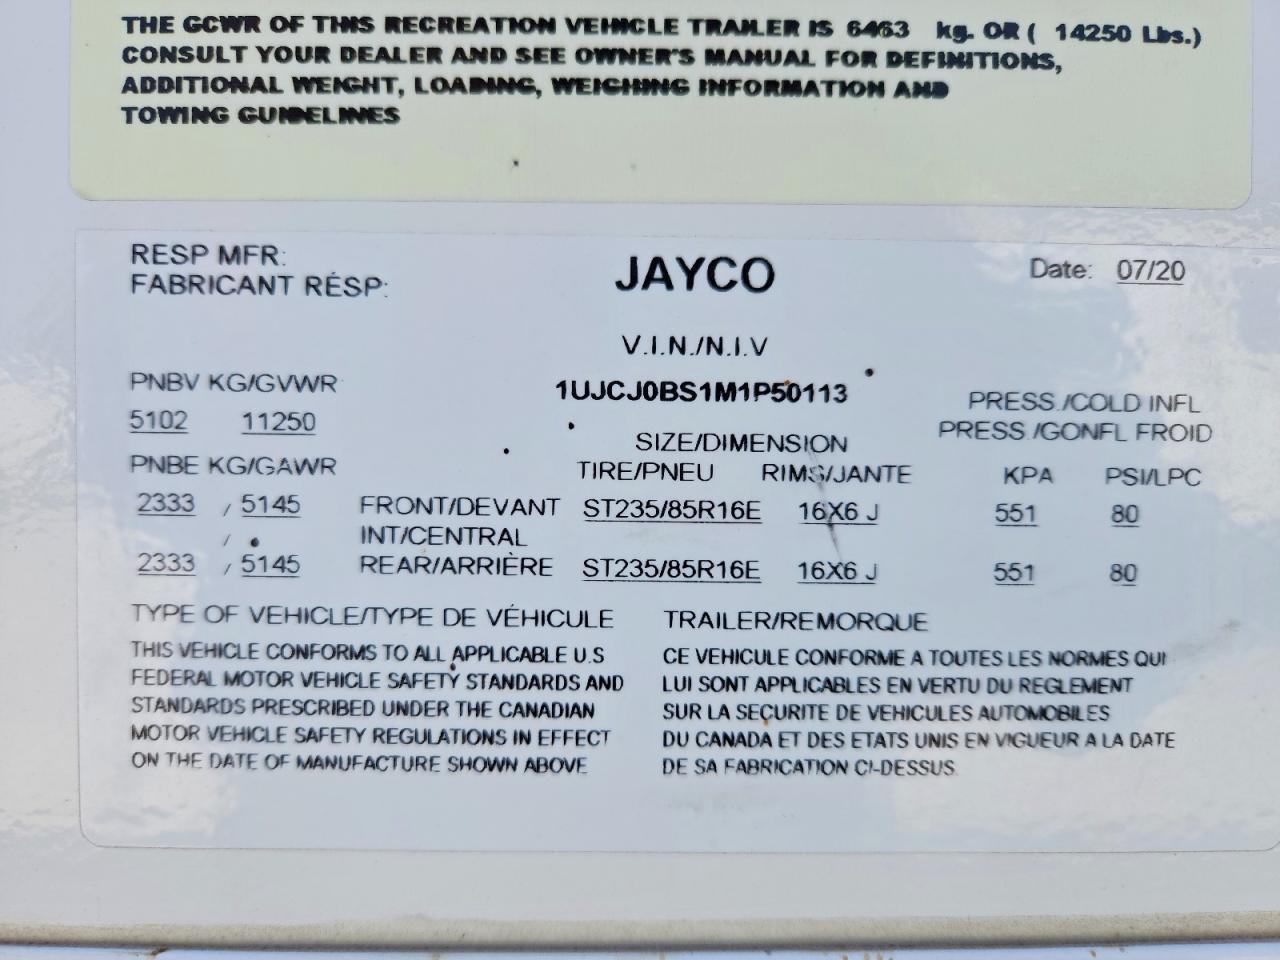 THE GCWR OF THIS RECREATION VEHICLE TRAILER IS 6463 kg. OR ( 14250 Lbs.)
CONSULT YOUR DEALER AND SEE OWNER'S MANUAL FOR DEFINITIONS,
ADDITIONAL WEIGHT, LOADING, WEIGHING INFORMATION AND
TOWING GUIDELINES
RESP MFR:
FABRICANT RÉSP:
JAYCO
Date: 07/20
V.I.N./N.I.V
1UJCJ0BS1M1P50113
PNBV KG/GVWR
5102 11250
PRESS./COLD INFL
PRESS./GONFL FROID
SIZE/DIMENSION
PNBE KG/GAWR TIRE/PNEU RIMS/JANTE KPA PSI/LPC
2333 , 5145 FRONT/DEVANT ST235/85R16E 16X6 J 551 80
/ INT/CENTRAL
2333 , 5145 REAR/ARRIÈRE ST235/85R16E 16X6 J 551 80
TYPE OF VEHICLE/TYPE DE VÉHICULE TRAILER/REMORQUE
THIS VEHICLE CONFORMS TO ALL APPLICABLE U.S
FEDERAL MOTOR VEHICLE SAFETY STANDARDS AND
STANDARDS PRESCRIBED UNDER THE CANADIAN
MOTOR VEHICLE SAFETY REGULATIONS IN EFFECT
ON THE DATE OF MANUFACTURE SHOWN ABOVE
CE VEHICULE CONFORME A TOUTES LES NORMES QUI
LUI SONT APPLICABLES EN VERTU DU REGLEMENT
SUR LA SECURITE DE VEHICULES AUTOMOBILES
DU CANADA ET DES ETATS UNIS EN VIGUEUR A LA DATE
DE SA FABRICATION CI-DESSUS